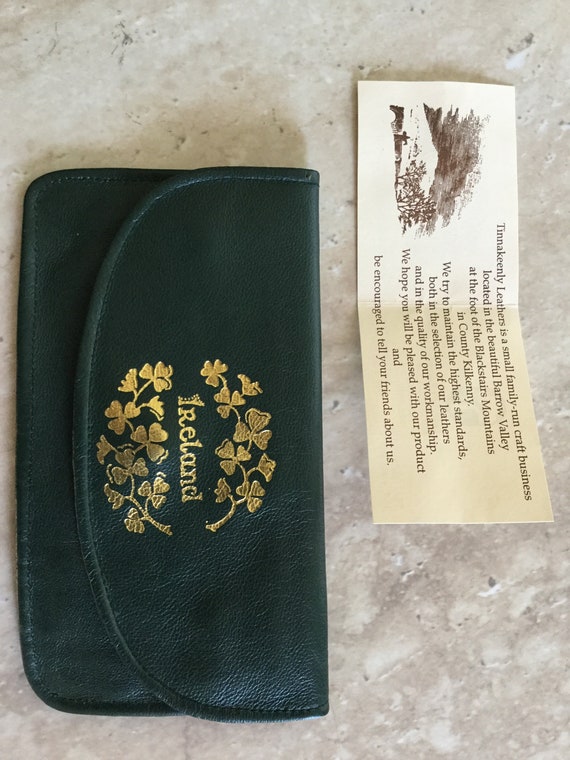 Ireland
Tinnakeenly Leathers is a small family-run craft business
located in the beautiful Barrow Valley
at the foot of the Blackstairs Mountains
in County Kilkenny.
We try to maintain the highest standards,
both in the selection of our leathers
and in the quality of our workmanship.
We hope you will be pleased with our product
and
be encouraged to tell your friends about us.